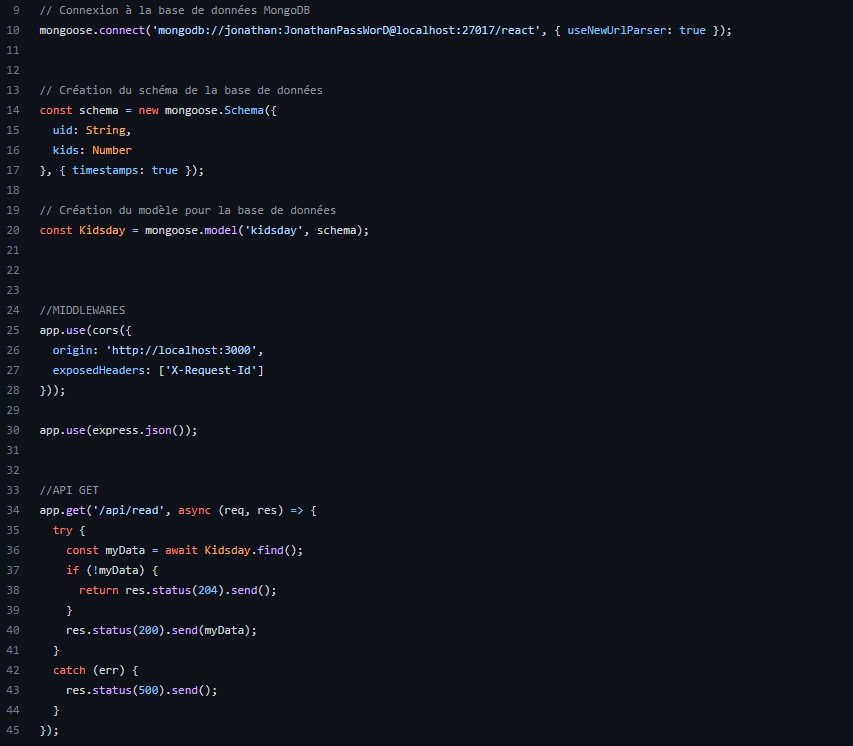 9 // Connexion à la base de données MongoDB
10 mongoose.connect('mongodb://jonathan:JonathanPassWorD@localhost:27017/react', { useNewUrlParser: true });
11
12
13 // Création du schéma de la base de données
14 const schema = new mongoose.Schema({
15   uid: String,
16   kids: Number
17 }, { timestamps: true });
18
19 // Création du modèle pour la base de données
20 const Kidsday = mongoose.model('kidsday', schema);
21
22
23
24 //MIDDLEWARES
25 app.use(cors({
26   origin: 'http://localhost:3000',
27   exposedHeaders: ['X-Request-Id']
28 }));
29
30 app.use(express.json());
31
32
33 //API GET
34 app.get('/api/read', async (req, res) => {
35   try {
36     const myData = await Kidsday.find();
37     if (!myData) {
38       return res.status(204).send();
39     }
40     res.status(200).send(myData);
41   }
42   catch (err) {
43     res.status(500).send();
44   }
45 });